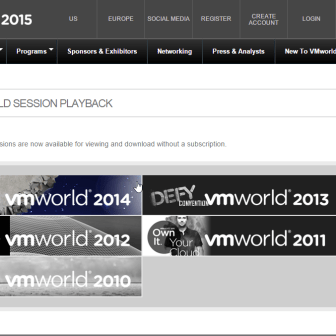 2015
US
EUROPE
SOCIAL MEDIA
REGISTER
CREATE
ACCOUNT
LOGIN
Programs
Sponsors & Exhibitors
Networking
Press & Analysts
New To VMworld
LD SESSION PLAYBACK
sions are now available for viewing and download without a subscription.
vmworld® 2014
DEFY
CONVENTION
vmworld® 2013
vmworld® 2012
Own
It.
Your
Cloud
vmworld® 2011
vmworld® 2010